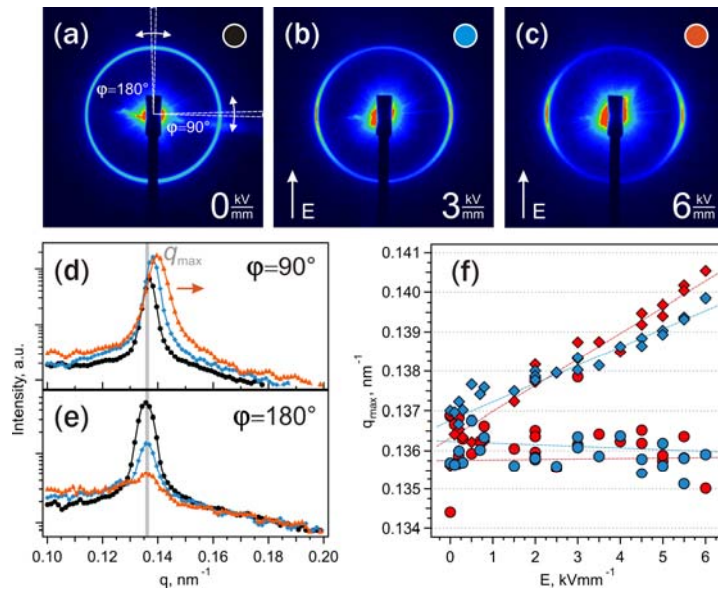 (a)
φ=180°
φ=90°
0 kV/mm
(b)
E
3 kV/mm
(c)
E
6 kV/mm
(d)
q_max
φ=90°
(e)
φ=180°
Intensity, a.u.
0.10 0.12 0.14 0.16 0.18 0.20
q, nm⁻¹
(f)
0.141
0.140
0.139
0.138
0.137
0.136
0.135
0.134
q_max, nm⁻¹
0 1 2 3 4 5 6
E, kVmm⁻¹